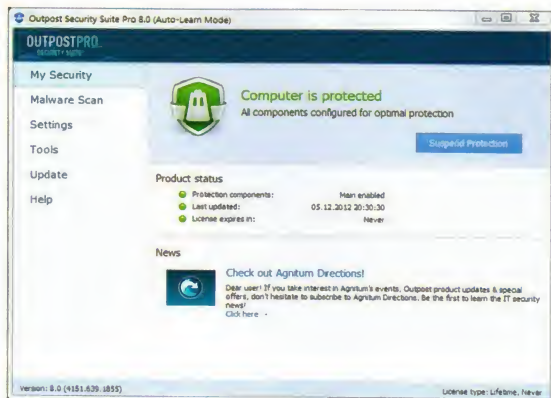 Outpost Security Suite Pro 8.0 (Auto-Learn Mode)
OUTPOSTPRO
SECURITY SUITE
My Security
Malware Scan
Settings
Tools
Update
Help
Computer is protected
All components configured for optimal protection
Suspend Protection
Product status
Protection components: Main enabled
Last updated: 05.12.2012 20:30:30
License expires in: Never
News
Check out Agnitum Directions!
Dear user! If you take interest in Agnitum's events, Outpost product updates & special
offers, don't hesitate to subscribe to Agnitum Directions. Be the first to learn the IT security
news!
Click here
Version: 8.0 (4151.639.1855)
License type: Lifetime, Never